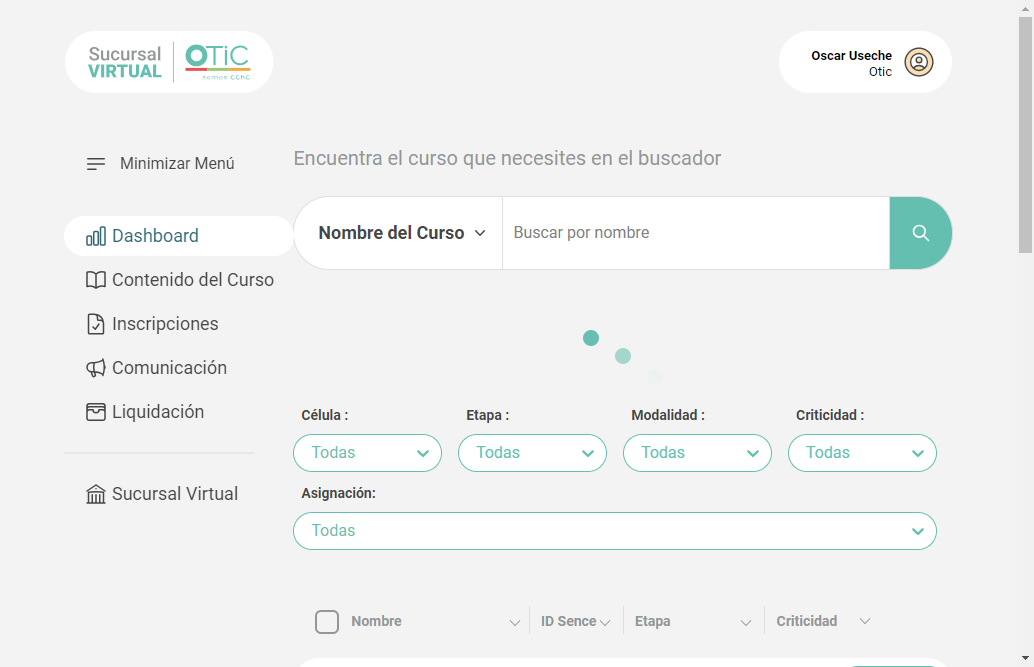 Sucursal
VIRTUAL
OTiC
somos CChC
Oscar Useche
Otic
Minimizar Menú
Encuentra el curso que necesites en el buscador
Nombre del Curso
Buscar por nombre
Dashboard
Contenido del Curso
Inscripciones
Comunicación
Liquidación
Sucursal Virtual
Célula :
Etapa :
Modalidad :
Criticidad :
Todas
Todas
Todas
Todas
Asignación:
Todas
Nombre
ID Sence
Etapa
Criticidad